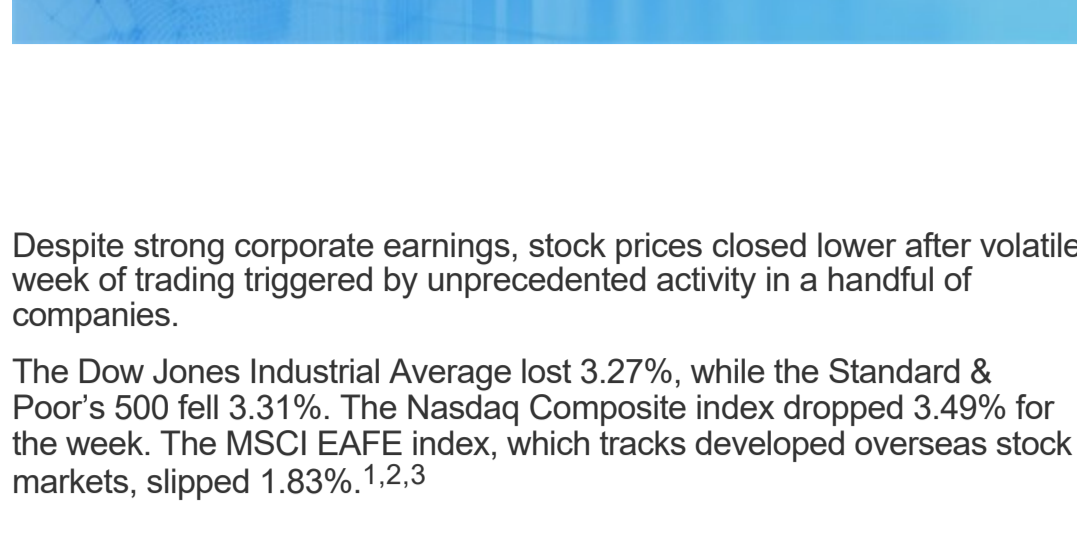 Despite strong corporate earnings, stock prices closed lower after volatile
week of trading triggered by unprecedented activity in a handful of
companies.
The Dow Jones Industrial Average lost 3.27%, while the Standard &
Poor’s 500 fell 3.31%. The Nasdaq Composite index dropped 3.49% for
the week. The MSCI EAFE index, which tracks developed overseas stock
markets, slipped 1.83%.1,2,3